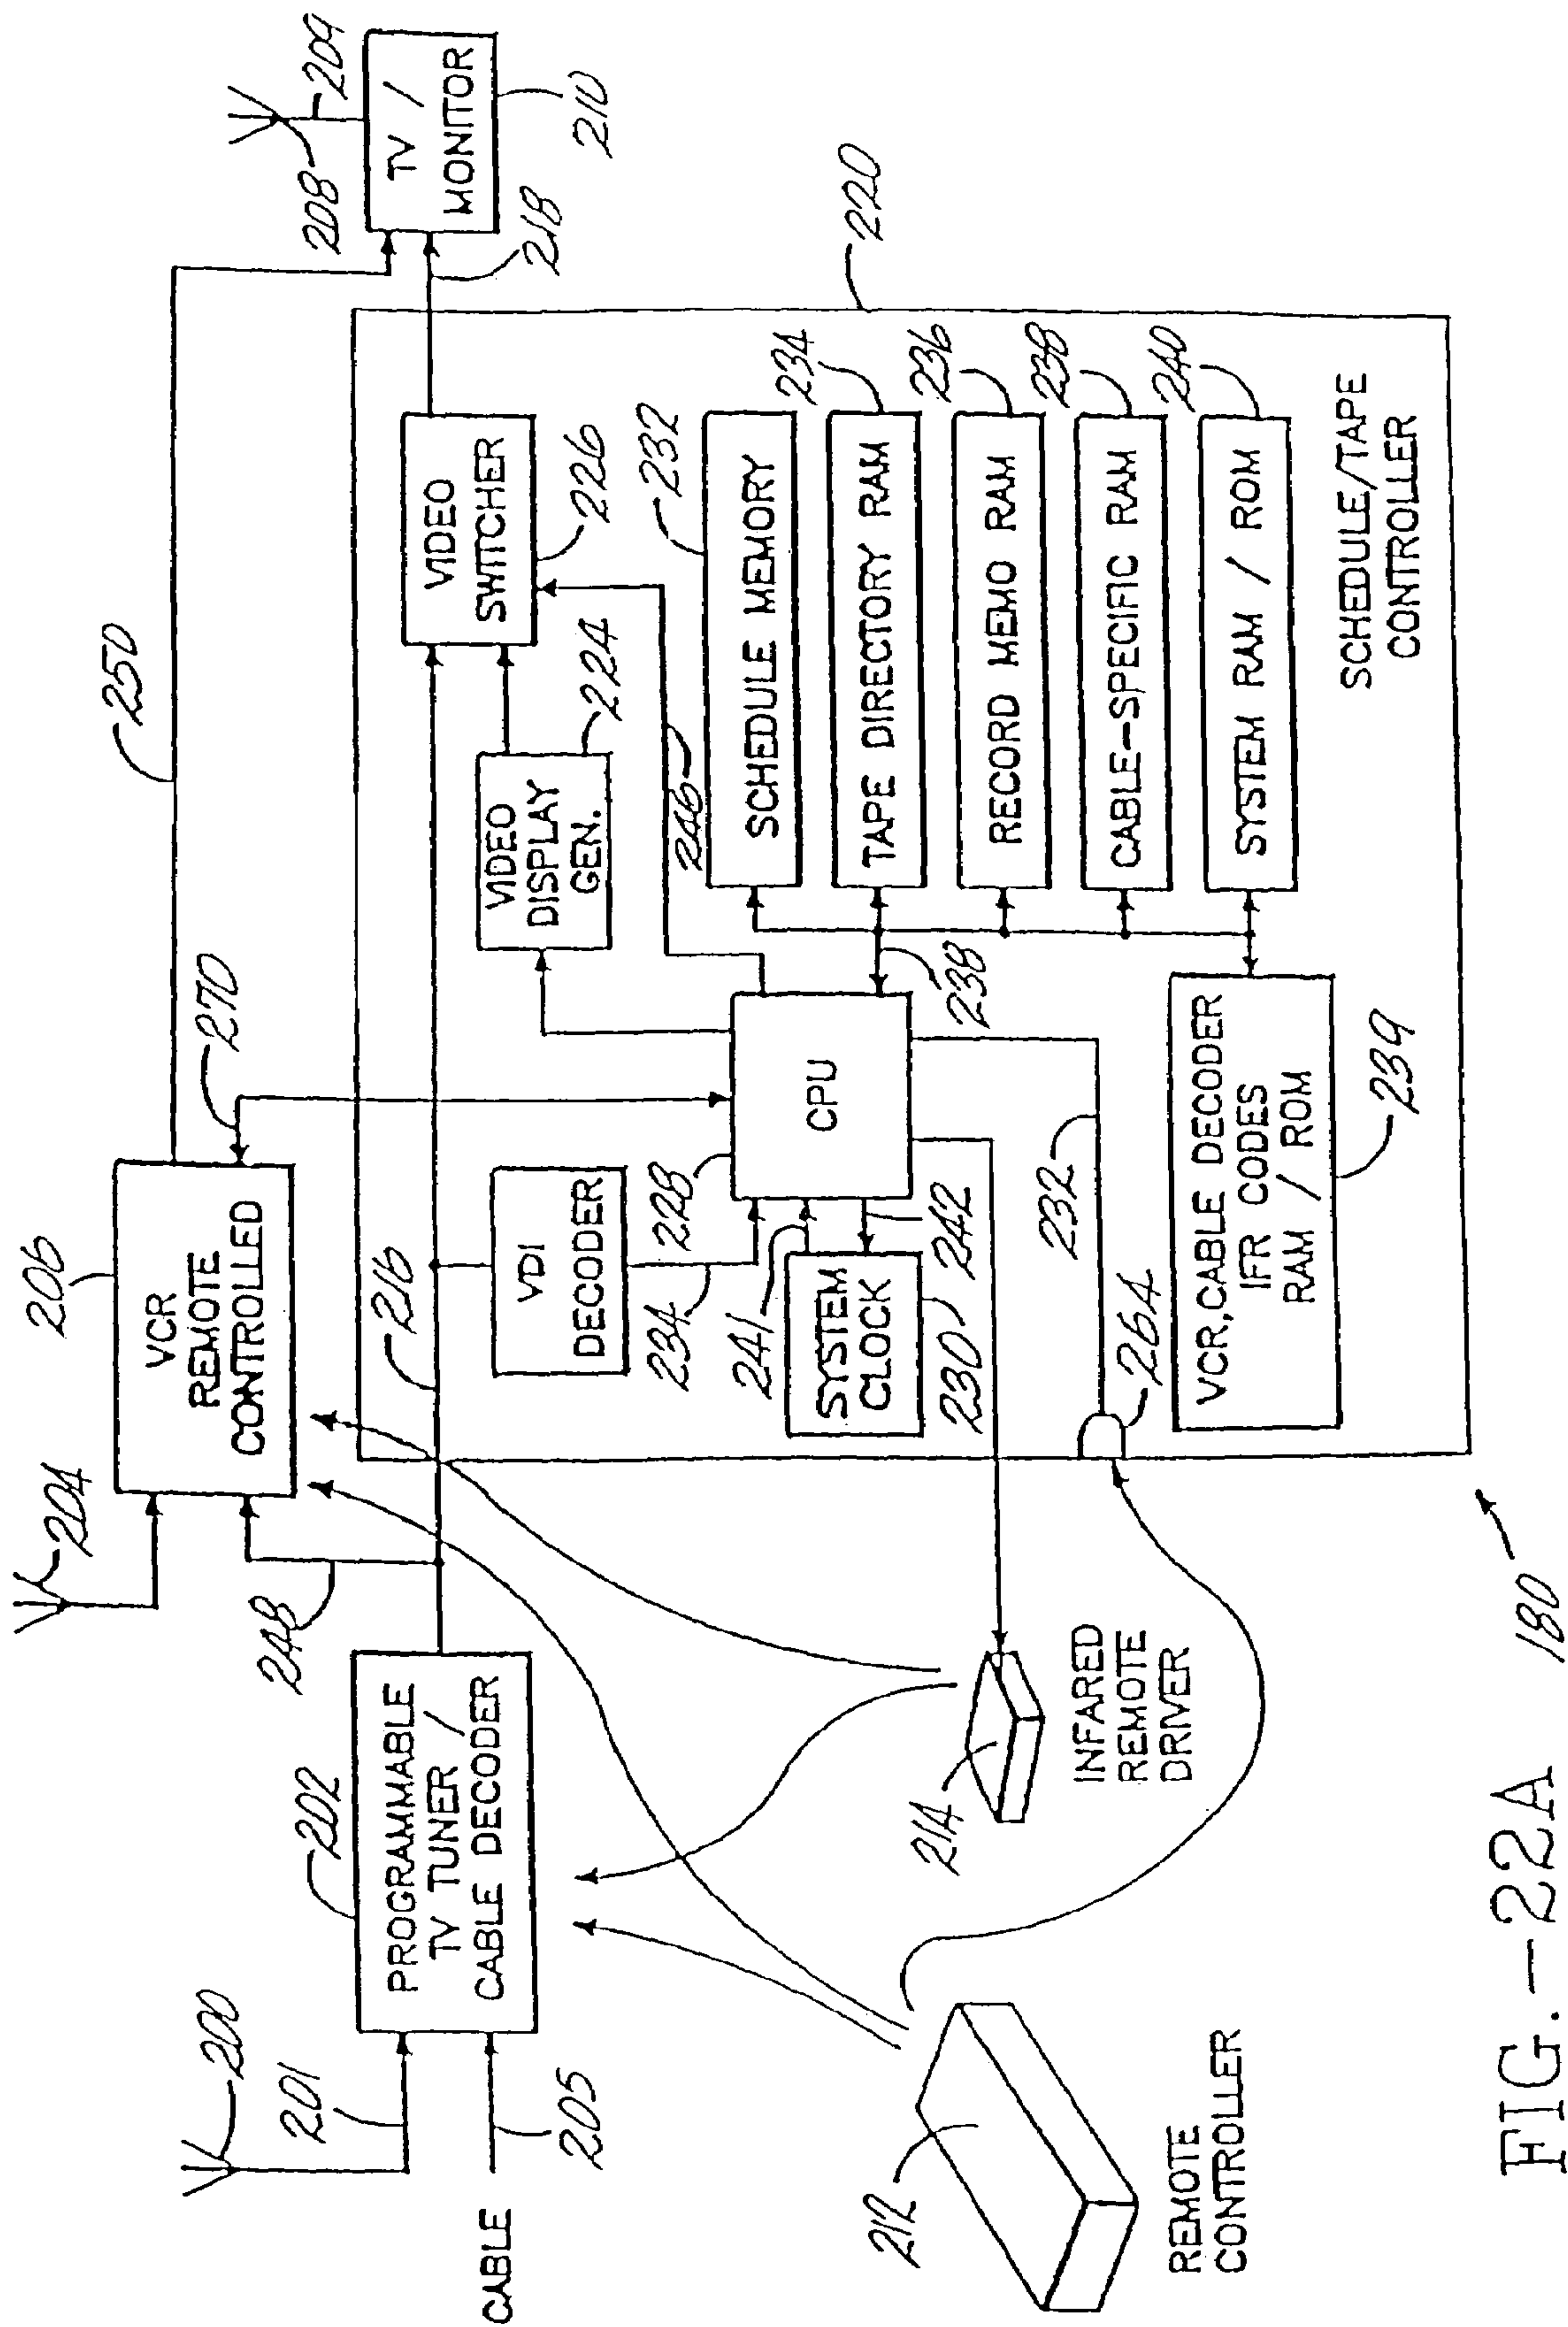 204
206
VCR
REMOTE
CONTROLLED
270
250
208
209
TV /
MONITOR
210
218
200
201
CABLE
205
202
PROGRAMMABLE
TV TUNER /
CABLE DECODER
248
216
VDI
DECODER
234
VIDEO
DISPLAY
GEN.
224
VIDEO
SWITCHER
226
246
220
228
CPU
241
SYSTEM
CLOCK
230
242
238
232
SCHEDULE MEMORY
232
TAPE DIRECTORY RAM
234
RECORD MEMO RAM
236
CABLE-SPECIFIC RAM
238
SYSTEM RAM / ROM
240
264
VCR,CABLE DECODER
IFR CODES
RAM / ROM
239
SCHEDULE/TAPE
CONTROLLER
212
REMOTE
CONTROLLER
214
INFARED
REMOTE
DRIVER
180
FIG.-22A